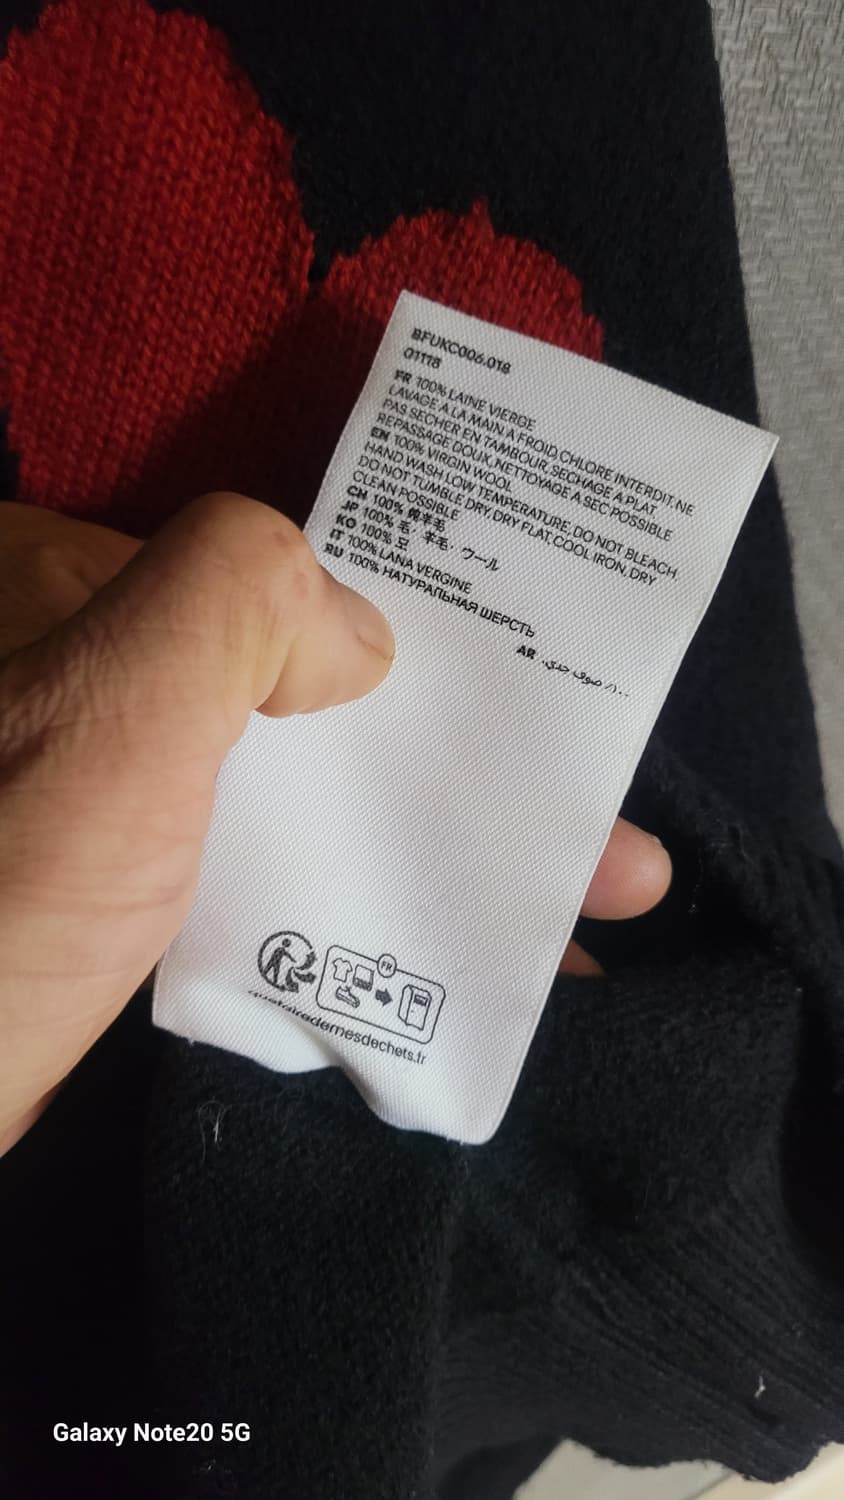 BFUKC006.018
01118
FR 100% LAINE VIERGE
LAVAGE A LA MAIN A FROID, CHLORE INTERDIT. NE
PAS SECHER EN TAMBOUR, SECHAGE A PLAT,
REPASSAGE DOUX, NETTOYAGE A SEC POSSIBLE
EN 100% VIRGIN WOOL
HAND WASH LOW TEMPERATURE, DO NOT BLEACH,
DO NOT TUMBLE DRY, DRY FLAT, COOL IRON, DRY
CLEAN POSSIBLE
CN 100% 纯羊毛
JP 100% 毛・羊毛・ウール
KO 100% 모
IT 100% LANA VERGINE
RU 100% НАТУРАЛЬНАЯ ШЕРСТЬ
AR ١٠٠٪ صوف
FR
quefairedemesdechets.fr
Galaxy Note20 5G